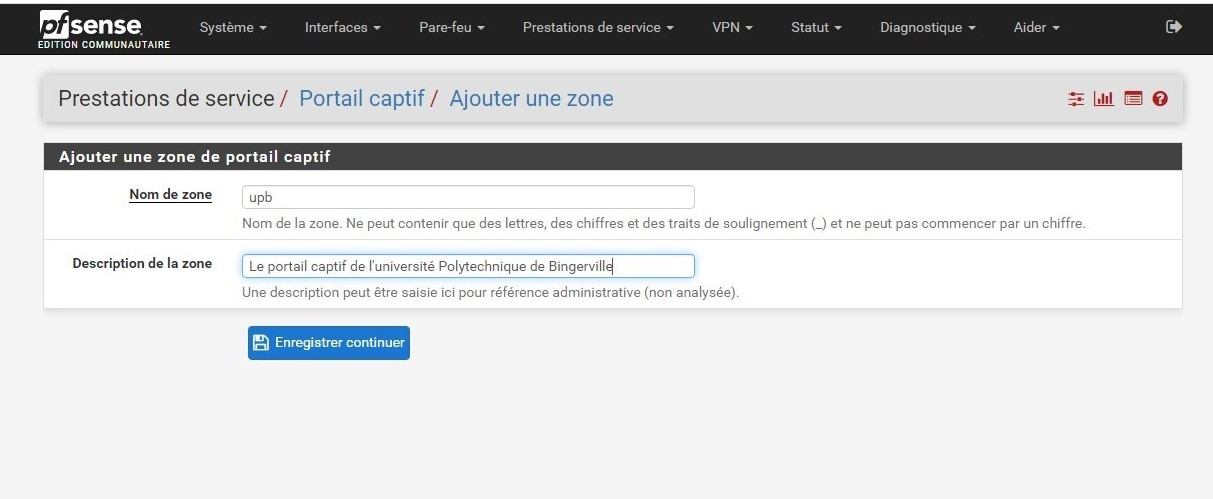 pfsense
EDITION COMMUNAUTAIRE
Système Interfaces Pare-feu Prestations de service VPN Statut Diagnostique Aider
Prestations de service / Portail captif / Ajouter une zone
Ajouter une zone de portail captif
Nom de zone upb
Nom de la zone. Ne peut contenir que des lettres, des chiffres et des traits de soulignement (_) et ne peut pas commencer par un chiffre.
Description de la zone Le portail captif de l'université Polytechnique de Bingerville
Une description peut être saisie ici pour référence administrative (non analysée).
Enregistrer continuer